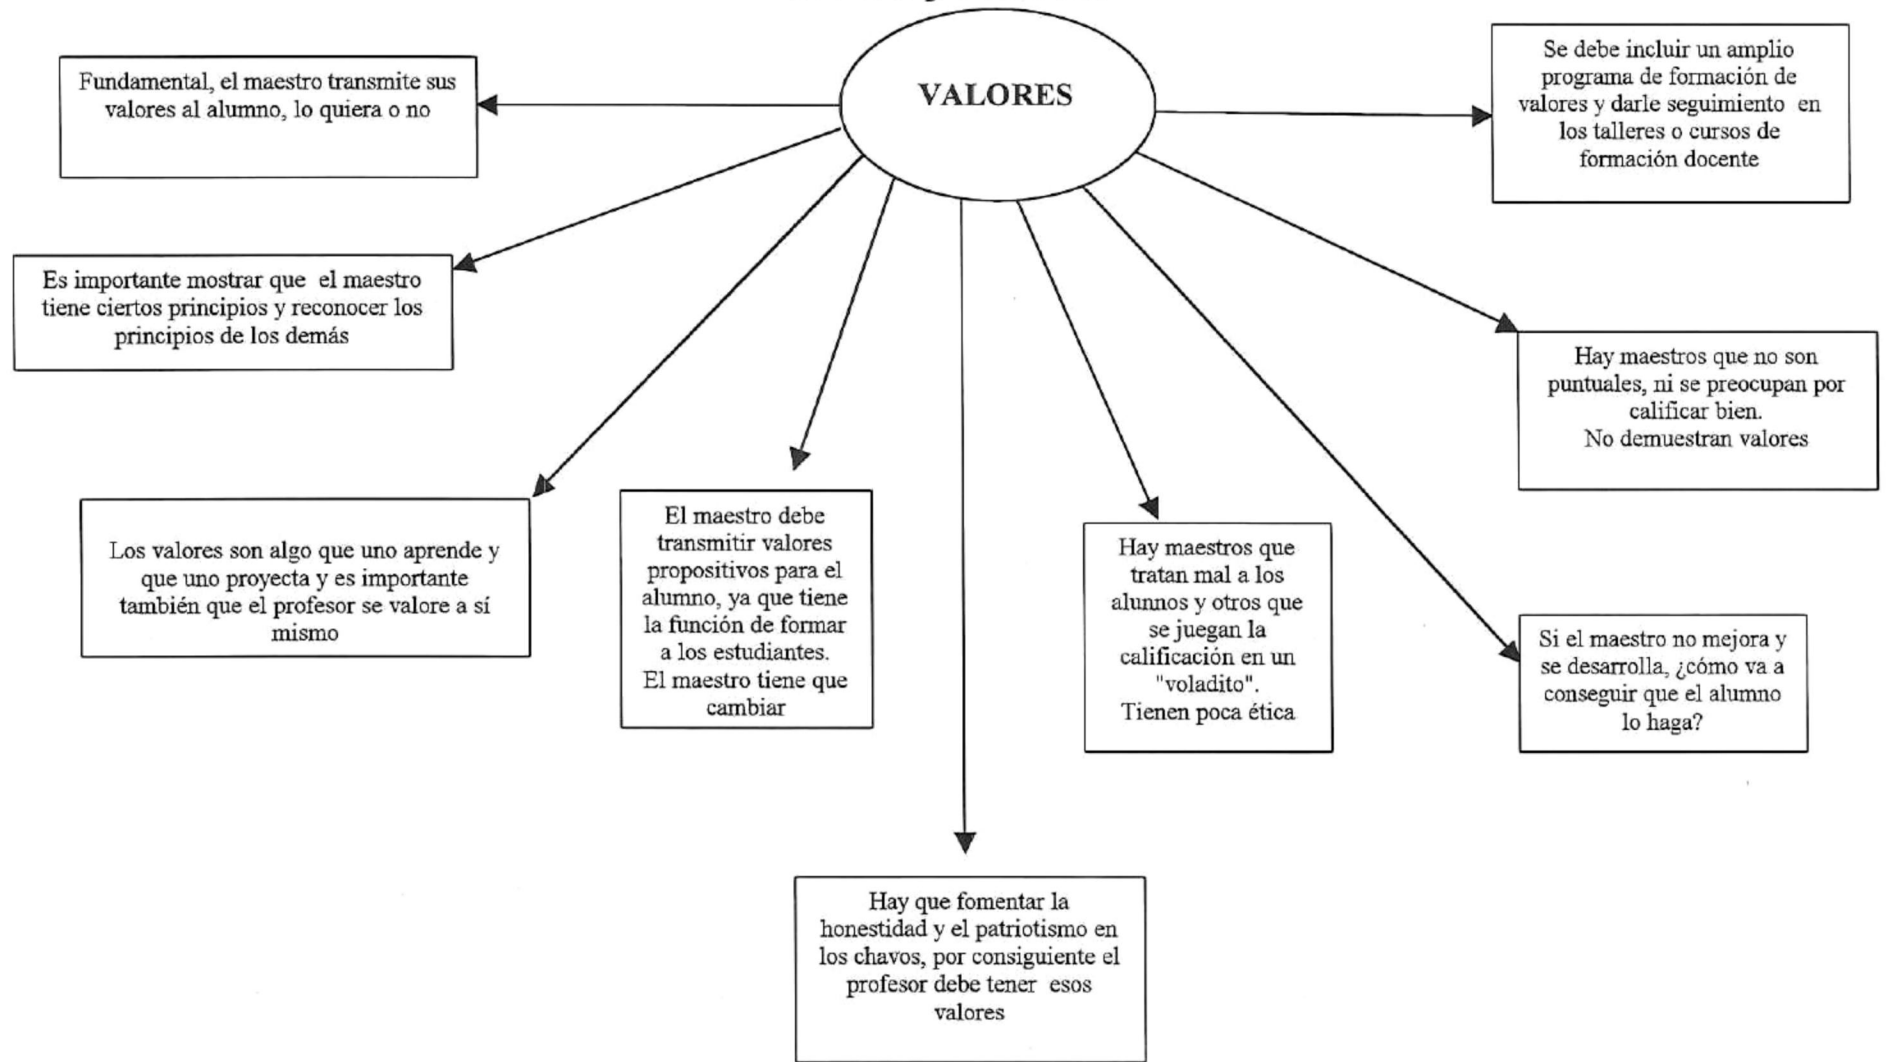 VALORES
Fundamental, el maestro transmite sus
valores al alumno, lo quiera o no
Es importante mostrar que el maestro
tiene ciertos principios y reconocer los
principios de los demás
Los valores son algo que uno aprende y
que uno proyecta y es importante
también que el profesor se valore a sí
mismo
El maestro debe
transmitir valores
propositivos para el
alumno, ya que tiene
la función de formar
a los estudiantes.
El maestro tiene que
cambiar
Hay que fomentar la
honestidad y el patriotismo en
los chavos, por consiguiente el
profesor debe tener esos
valores
Hay maestros que
tratan mal a los
alunnos y otros que
se juegan la
calificación en un
"voladito".
Tienen poca ética
Si el maestro no mejora y
se desarrolla, ¿cómo va a
conseguir que el alumno
lo haga?
Hay maestros que no son
puntuales, ni se preocupan por
calificar bien.
No demuestran valores
Se debe incluir un amplio
programa de formación de
valores y darle seguimiento en
los talleres o cursos de
formación docente